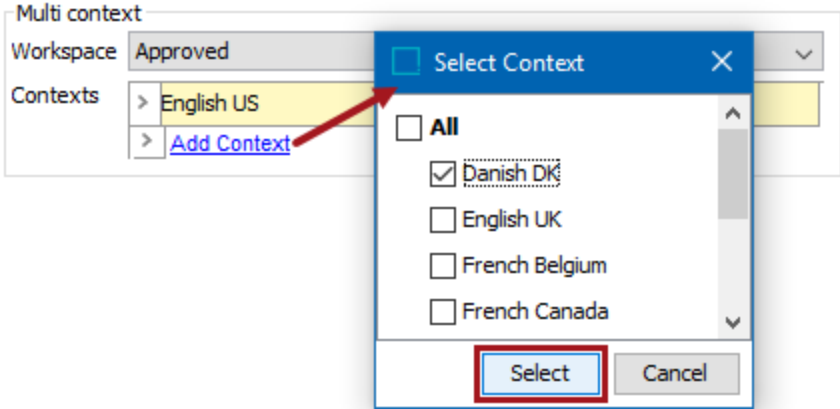 Multi context
Workspace Approved
Contexts > English US
> Add Context
Select Context
All
Danish DK
English UK
French Belgium
French Canada
Select Cancel